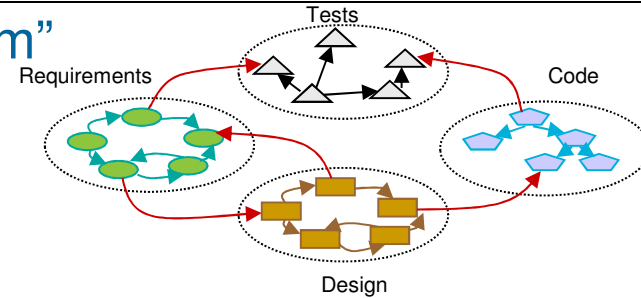 m”
Tests
Requirements
Code
Design